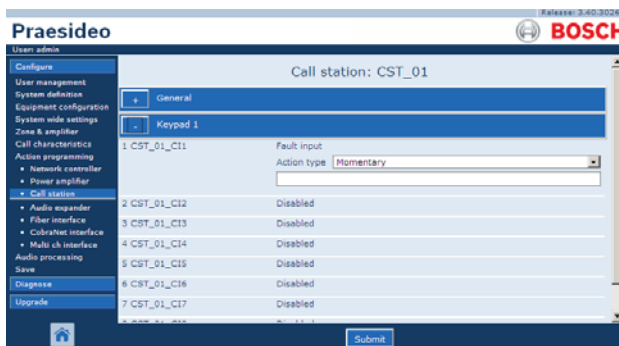 Release: 3.40.3024
Praesideo
BOSCH
User: admin
Configure
User management
System definition
Equipment configuration
System wide settings
Zone & amplifier
Call characteristics
Action programming
• Network controller
• Power amplifier
• Call station
• Audio expander
• Fiber interface
• CobraNet interface
• Multi ch interface
Audio processing
Save
Diagnose
Upgrade
Call station: CST_01
+ General
- Keypad 1
1 CST_01_CI1 Fault input
Action type Momentary
2 CST_01_CI2 Disabled
3 CST_01_CI3 Disabled
4 CST_01_CI4 Disabled
5 CST_01_CI5 Disabled
6 CST_01_CI6 Disabled
7 CST_01_CI7 Disabled
Submit